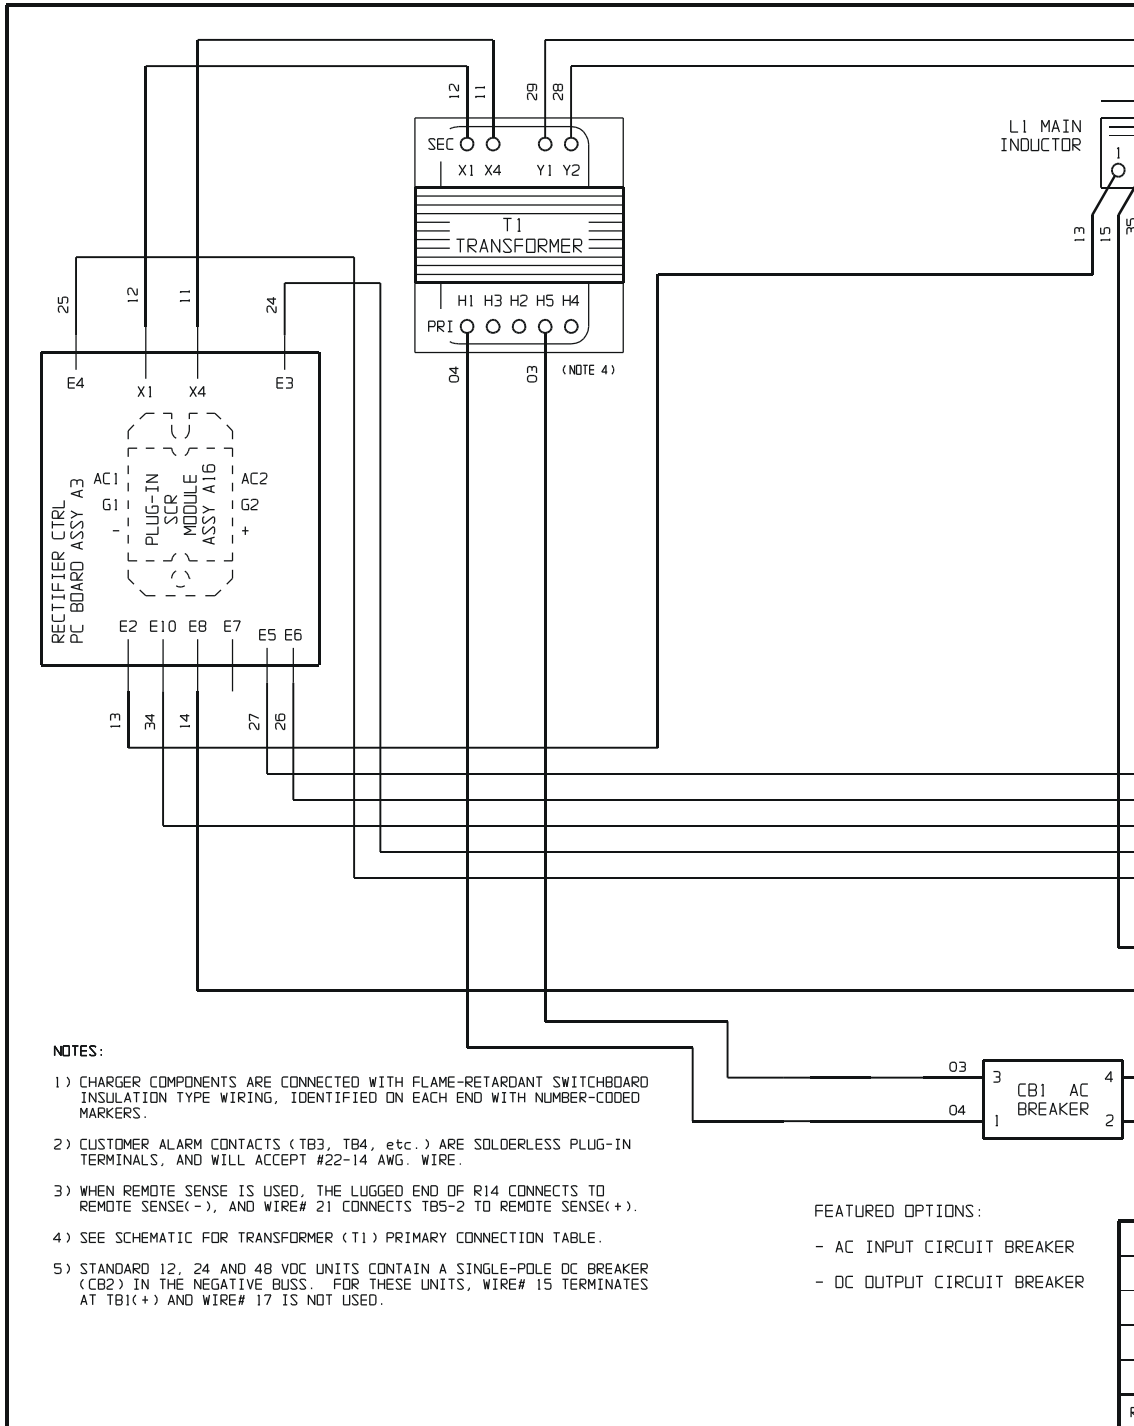 12
11
29
28
SEC
X1 X4 Y1 Y2
L1 MAIN
INDUCTOR
1
T1
TRANSFORMER
13
15
35
25
12
11
24
H1 H3 H2 H5 H4
PRI
04
03
(NOTE 4)
E4
X1
X4
E3
AC1
G1
-
PLUG-IN
SCR
MODULE
ASSY A16
AC2
G2
+
RECTIFIER CTRL
PC BOARD ASSY A3
E2 E10 E8 E7 E5 E6
13
34
14
27
26
NOTES:
1) CHARGER COMPONENTS ARE CONNECTED WITH FLAME-RETARDANT SWITCHBOARD
INSULATION TYPE WIRING, IDENTIFIED ON EACH END WITH NUMBER-CODED
MARKERS.
2) CUSTOMER ALARM CONTACTS (TB3, TB4, etc.) ARE SOLDERLESS PLUG-IN
TERMINALS, AND WILL ACCEPT #22-14 AWG. WIRE.
3) WHEN REMOTE SENSE IS USED, THE LUGGED END OF R14 CONNECTS TO
REMOTE SENSE(-), AND WIRE# 21 CONNECTS TB5-2 TO REMOTE SENSE(+).
4) SEE SCHEMATIC FOR TRANSFORMER (T1) PRIMARY CONNECTION TABLE.
5) STANDARD 12, 24 AND 48 VDC UNITS CONTAIN A SINGLE-POLE DC BREAKER
(CB2) IN THE NEGATIVE BUSS. FOR THESE UNITS, WIRE# 15 TERMINATES
AT TB1(+) AND WIRE# 17 IS NOT USED.
03
04
3
4
CB1 AC
BREAKER
1
2
FEATURED OPTIONS:
- AC INPUT CIRCUIT BREAKER
- DC OUTPUT CIRCUIT BREAKER